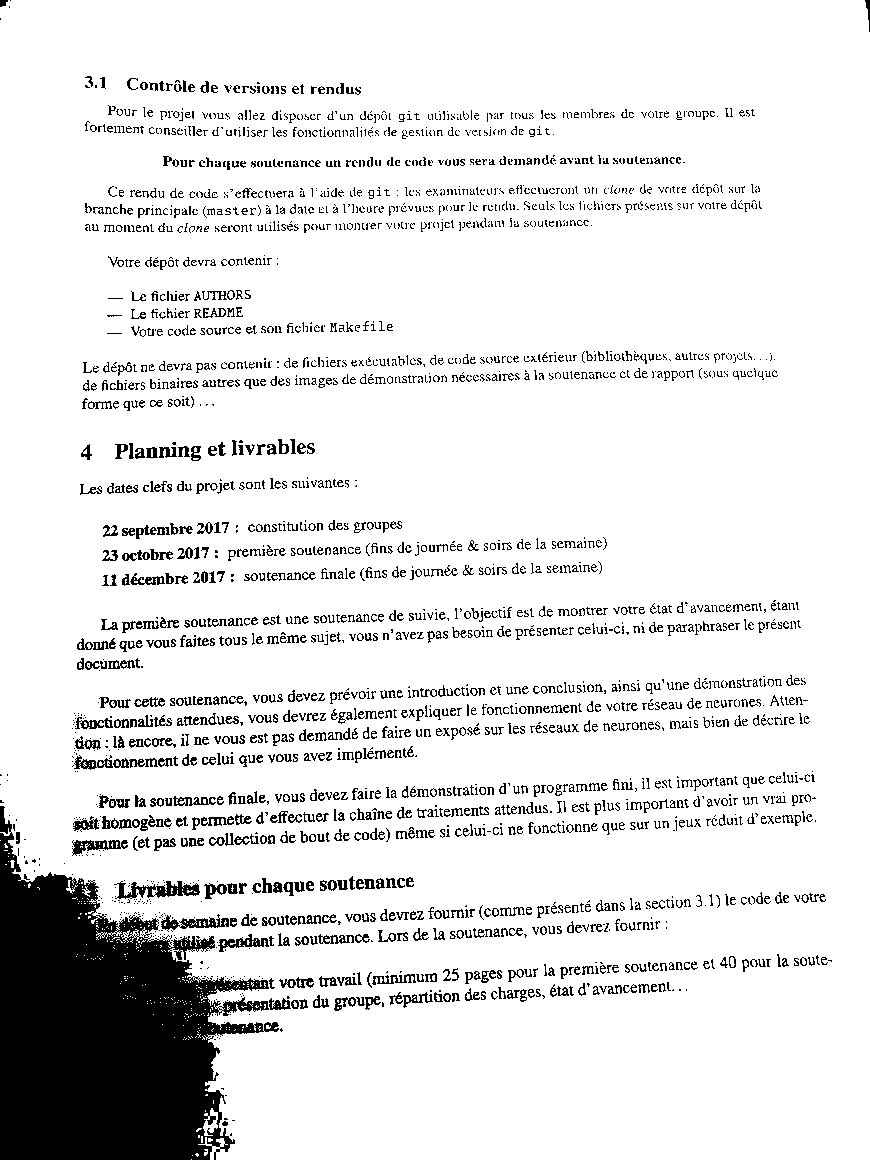 3.1 Contrôle de versions et rendus
Pour le projet vous allez disposer d'un dépôt git utilisable par tous les membres de votre groupe. Il est
fortement conseiller d'utiliser les fonctionnalités de gestion de version de git.
Pour chaque soutenance un rendu de code vous sera demandé avant la soutenance.
Ce rendu de code s'effectuera à l'aide de git : les examinateurs effectueront un clone de votre dépôt sur la
branche principale (master) à la date et à l'heure prévues pour le rendu. Seuls les fichiers présents sur votre dépôt
au moment du clone seront utilisés pour montrer votre projet pendant la soutenance.
Votre dépôt devra contenir :
— Le fichier AUTHORS
— Le fichier README
— Votre code source et son fichier Makefile
Le dépôt ne devra pas contenir : de fichiers exécutables, de code source extérieur (bibliothèques, autres projets...),
de fichiers binaires autres que des images de démonstration nécessaires à la soutenance et de rapport (sous quelque
forme que ce soit) ...
4 Planning et livrables
Les dates clefs du projet sont les suivantes :
22 septembre 2017 : constitution des groupes
23 octobre 2017 : première soutenance (fins de journée & soirs de la semaine)
11 décembre 2017 : soutenance finale (fins de journée & soirs de la semaine)
La première soutenance est une soutenance de suivie, l'objectif est de montrer votre état d'avancement, étant
donné que vous faites tous le même sujet, vous n'avez pas besoin de présenter celui-ci, ni de paraphraser le présent
document.
Pour cette soutenance, vous devez prévoir une introduction et une conclusion, ainsi qu'une démonstration des
fonctionnalités attendues, vous devrez également expliquer le fonctionnement de votre réseau de neurones. Atten-
tion : là encore, il ne vous est pas demandé de faire un exposé sur les réseaux de neurones, mais bien de décrire le
fonctionnement de celui que vous avez implémenté.
Pour la soutenance finale, vous devez faire la démonstration d'un programme fini, il est important que celui-ci
soit homogène et permette d'effectuer la chaîne de traitements attendus. Il est plus important d'avoir un vrai pro-
gramme (et pas une collection de bout de code) même si celui-ci ne fonctionne que sur un jeux réduit d'exemple.
Livrables pour chaque soutenance
En début de semaine de soutenance, vous devrez fournir (comme présenté dans la section 3.1) le code de votre
utilisé pendant la soutenance. Lors de la soutenance, vous devrez fournir :
présentant votre travail (minimum 25 pages pour la première soutenance et 40 pour la soute-
présentation du groupe, répartition des charges, état d'avancement...
soutenance.